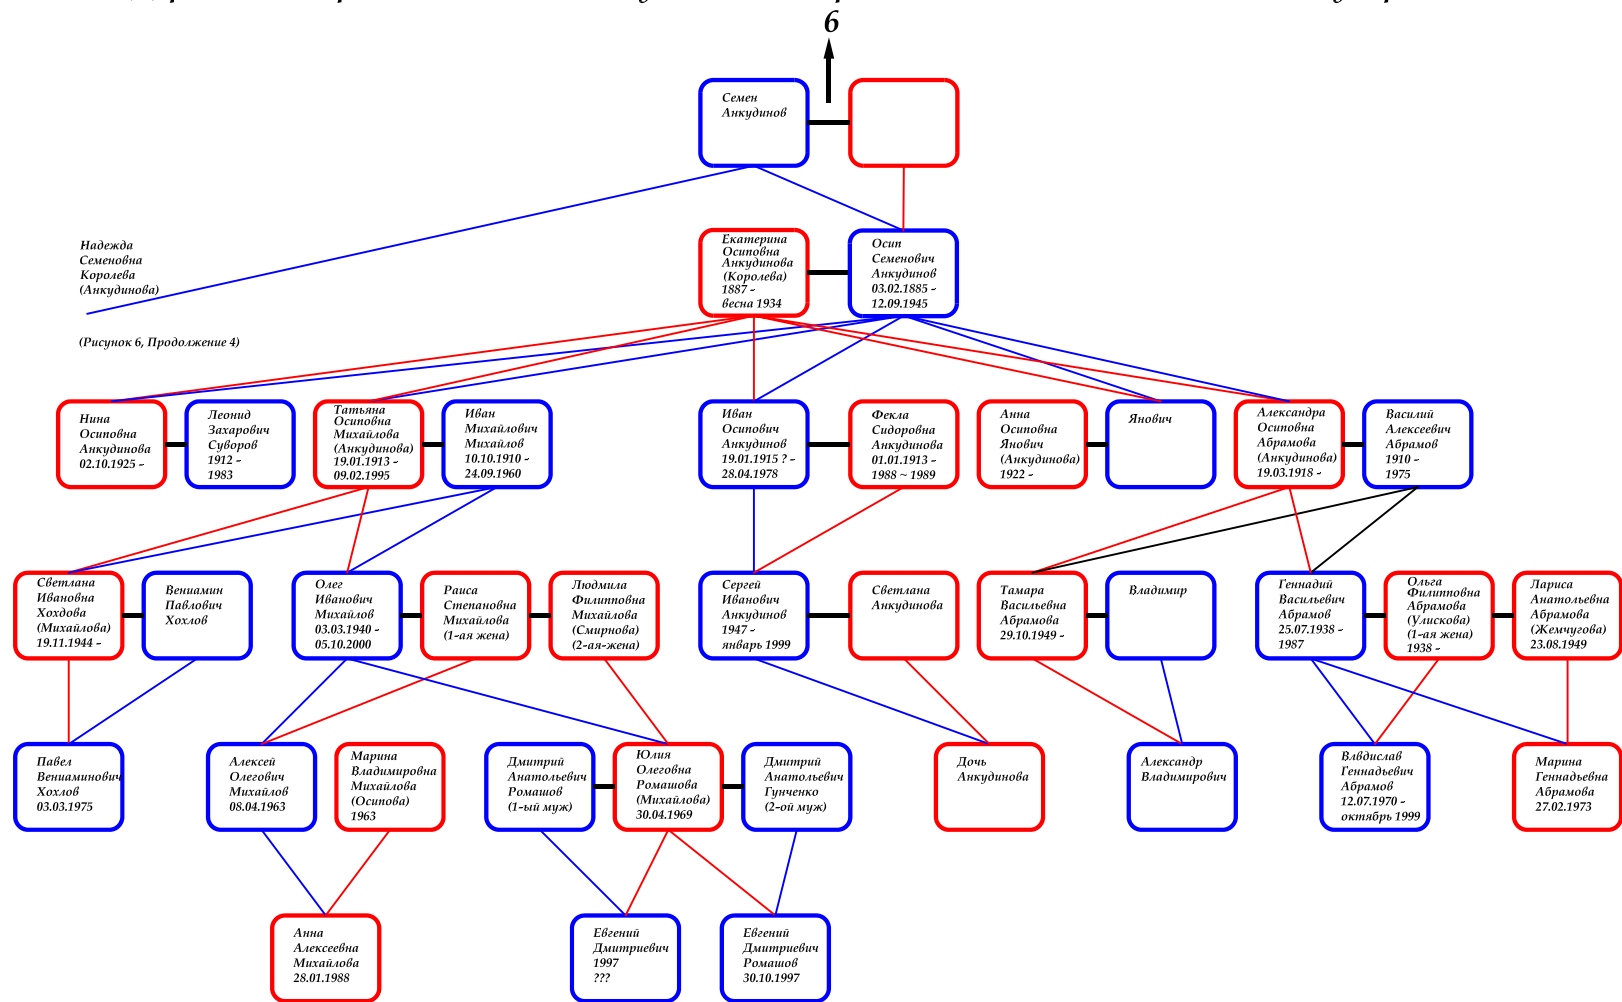 6
Семен
Анкудинов
Надежда
Семеновна
Королева
(Анкудинова)
(Рисунок 6, Продолжение 4)
Екатерина
Осиповна
Анкудинова
(Королева)
1887 ~
весна 1934
Осип
Семенович
Анкудинов
03.02.1885 ~
12.09.1945
Нина
Осиповна
Анкудинова
02.10.1925 ~
Леонид
Захарович
Суворов
1912 ~
1983
Татьяна
Осиповна
Михайлова
(Анкудинова)
19.01.1913 ~
09.02.1995
Иван
Михайлович
Михайлов
10.10.1910 ~
24.09.1960
Иван
Осипович
Анкудинов
19.01.1915 ? ~
28.04.1978
Фекла
Сидоровна
Анкудинова
01.01.1913 ~
1988 ~ 1989
Анна
Осиповна
Янович
(Анкудинова)
1922 ~
Янович
Александра
Осиповна
Абрамова
(Анкудинова)
19.03.1918 ~
Василий
Алексеевич
Абрамов
1910 ~
1975
Светлана
Ивановна
Хохдова
(Михайлова)
19.11.1944 ~
Вениамин
Павлович
Хохлов
Олег
Иванович
Михайлов
03.03.1940 ~
05.10.2000
Раиса
Степановна
Михайлова
(1-ая жена)
Людмила
Филипповна
Михайлова
(Смирнова)
(2-ая-жена)
Сергей
Иванович
Анкудинов
1947 ~
январь 1999
Светлана
Анкудинова
Тамара
Васильевна
Абрамова
29.10.1949 ~
Владимир
Геннадий
Васильевич
Абрамов
25.07.1938 ~
1987
Ольга
Филипповна
Абрамова
(Улискова)
(1-ая жена)
1938 ~
Лариса
Анатольевна
Абрамова
(Жемчугова)
23.08.1949
Павел
Вениаминович
Хохлов
03.03.1975
Алексей
Олегович
Михайлов
08.04.1963
Марина
Владимировна
Михайлова
(Осипова)
1963
Дмитрий
Анатольевич
Ромашов
(1-ый муж)
Юлия
Олеговна
Ромашова
(Михайлова)
30.04.1969
Дмитрий
Анатольевич
Гунченко
(2-ой муж)
Дочь
Анкудинова
Александр
Владимирович
Влвдислав
Геннадьевич
Абрамов
12.07.1970 ~
октябрь 1999
Марина
Геннадьевна
Абрамова
27.02.1973
Анна
Алексеевна
Михайлова
28.01.1988
Евгений
Дмитриевич
1997
???
Евгений
Дмитриевич
Ромашов
30.10.1997